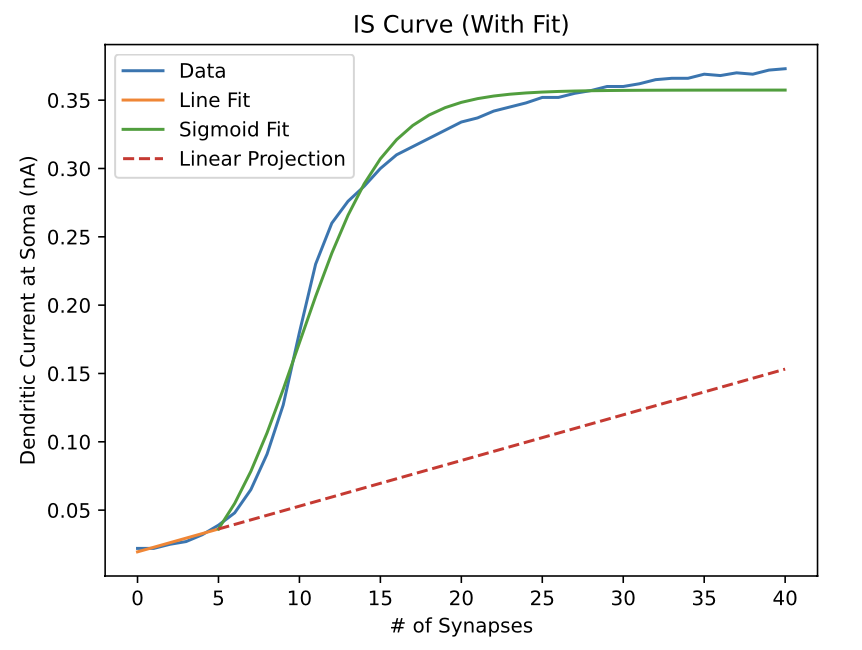 IS Curve (With Fit)
Data
Line Fit
Sigmoid Fit
Linear Projection
Dendritic Current at Soma (nA)
0.35
0.30
0.25
0.20
0.15
0.10
0.05
0 5 10 15 20 25 30 35 40
# of Synapses